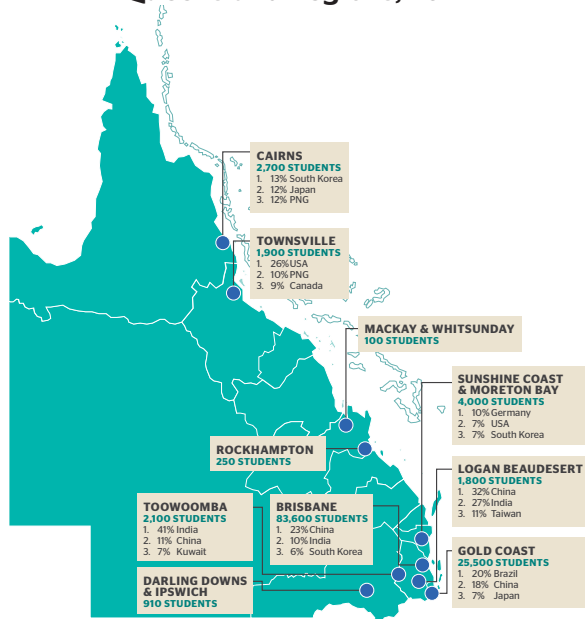 CAIRNS
2,700 STUDENTS
1. 13% South Korea
2. 12% Japan
3. 12% PNG
TOWNSVILLE
1,900 STUDENTS
1. 26% USA
2. 10% PNG
3. 9% Canada
MACKAY & WHITSUNDAY
100 STUDENTS
SUNSHINE COAST
& MORETON BAY
4,000 STUDENTS
1. 10% Germany
2. 7% USA
3. 7% South Korea
ROCKHAMPTON
250 STUDENTS
LOGAN BEAUDESERT
1,800 STUDENTS
1. 32% China
2. 27% India
3. 11% Taiwan
TOOWOOMBA
2,100 STUDENTS
1. 41% India
2. 11% China
3. 7% Kuwait
BRISBANE
83,600 STUDENTS
1. 23% China
2. 10% India
3. 6% South Korea
GOLD COAST
25,500 STUDENTS
1. 20% Brazil
2. 18% China
3. 7% Japan
DARLING DOWNS
& IPSWICH
910 STUDENTS